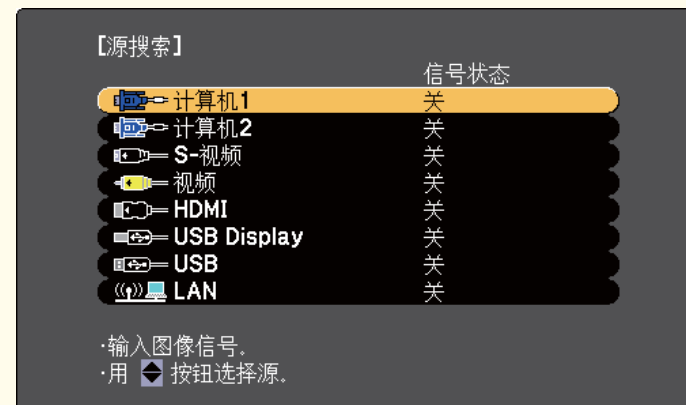 【源搜索】
信号状态
计算机1 关
计算机2 关
S-视频 关
视频 关
HDMI 关
USB Display 关
USB 关
LAN 关
·输入图像信号.
·用 按钮选择源.